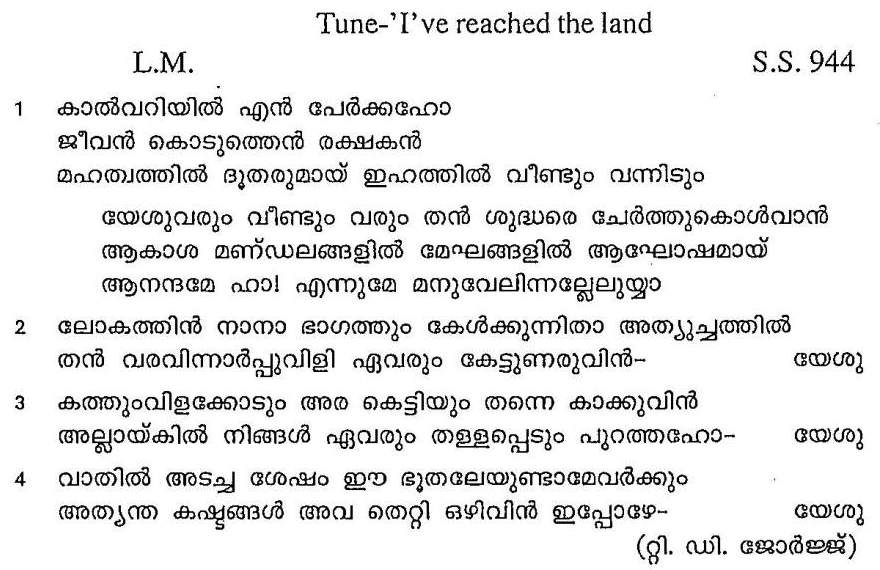 Tune-'I've reached the land
L.M. S.S. 944
1 കാൽവറിയിൽ എൻ പേർക്കഹോ
ജീവൻ കൊടുത്തെൻ രക്ഷകൻ
മഹത്വത്തിൽ ദൂതരുമായ് ഇഹത്തിൽ വീണ്ടും വന്നിടും
യേശുവരും വീണ്ടും വരും തൻ ശുദ്ധരെ ചേർത്തുകൊൾവാൻ
ആകാശ മണ്ഡലങ്ങളിൽ മേഘങ്ങളിൽ ആഘോഷമായ്
ആനന്ദമേ ഹാ! എന്നുമേ മനുവേലിന്നല്ലേലുയ്യാ
2 ലോകത്തിൻ നാനാ ഭാഗത്തും കേൾക്കുന്നിതാ അത്യുച്ചത്തിൽ
തൻ വരവിന്നാർപ്പുവിളി ഏവരും കേട്ടുണരുവിൻ- യേശു
3 കത്തുംവിളക്കോടും അര കെട്ടിയും തന്നെ കാക്കുവിൻ
അല്ലായ്കിൽ നിങ്ങൾ ഏവരും തള്ളപ്പെടും പുറത്തഹോ- യേശു
4 വാതിൽ അടച്ച ശേഷം ഈ ഭൂതലേയുണ്ടാമേവർക്കും
അത്യന്ത കഷ്ടങ്ങൾ അവ തെറ്റി ഒഴിവിൻ ഇപ്പോഴേ- യേശു
(റ്റി. ഡി. ജോർജ്ജ്)